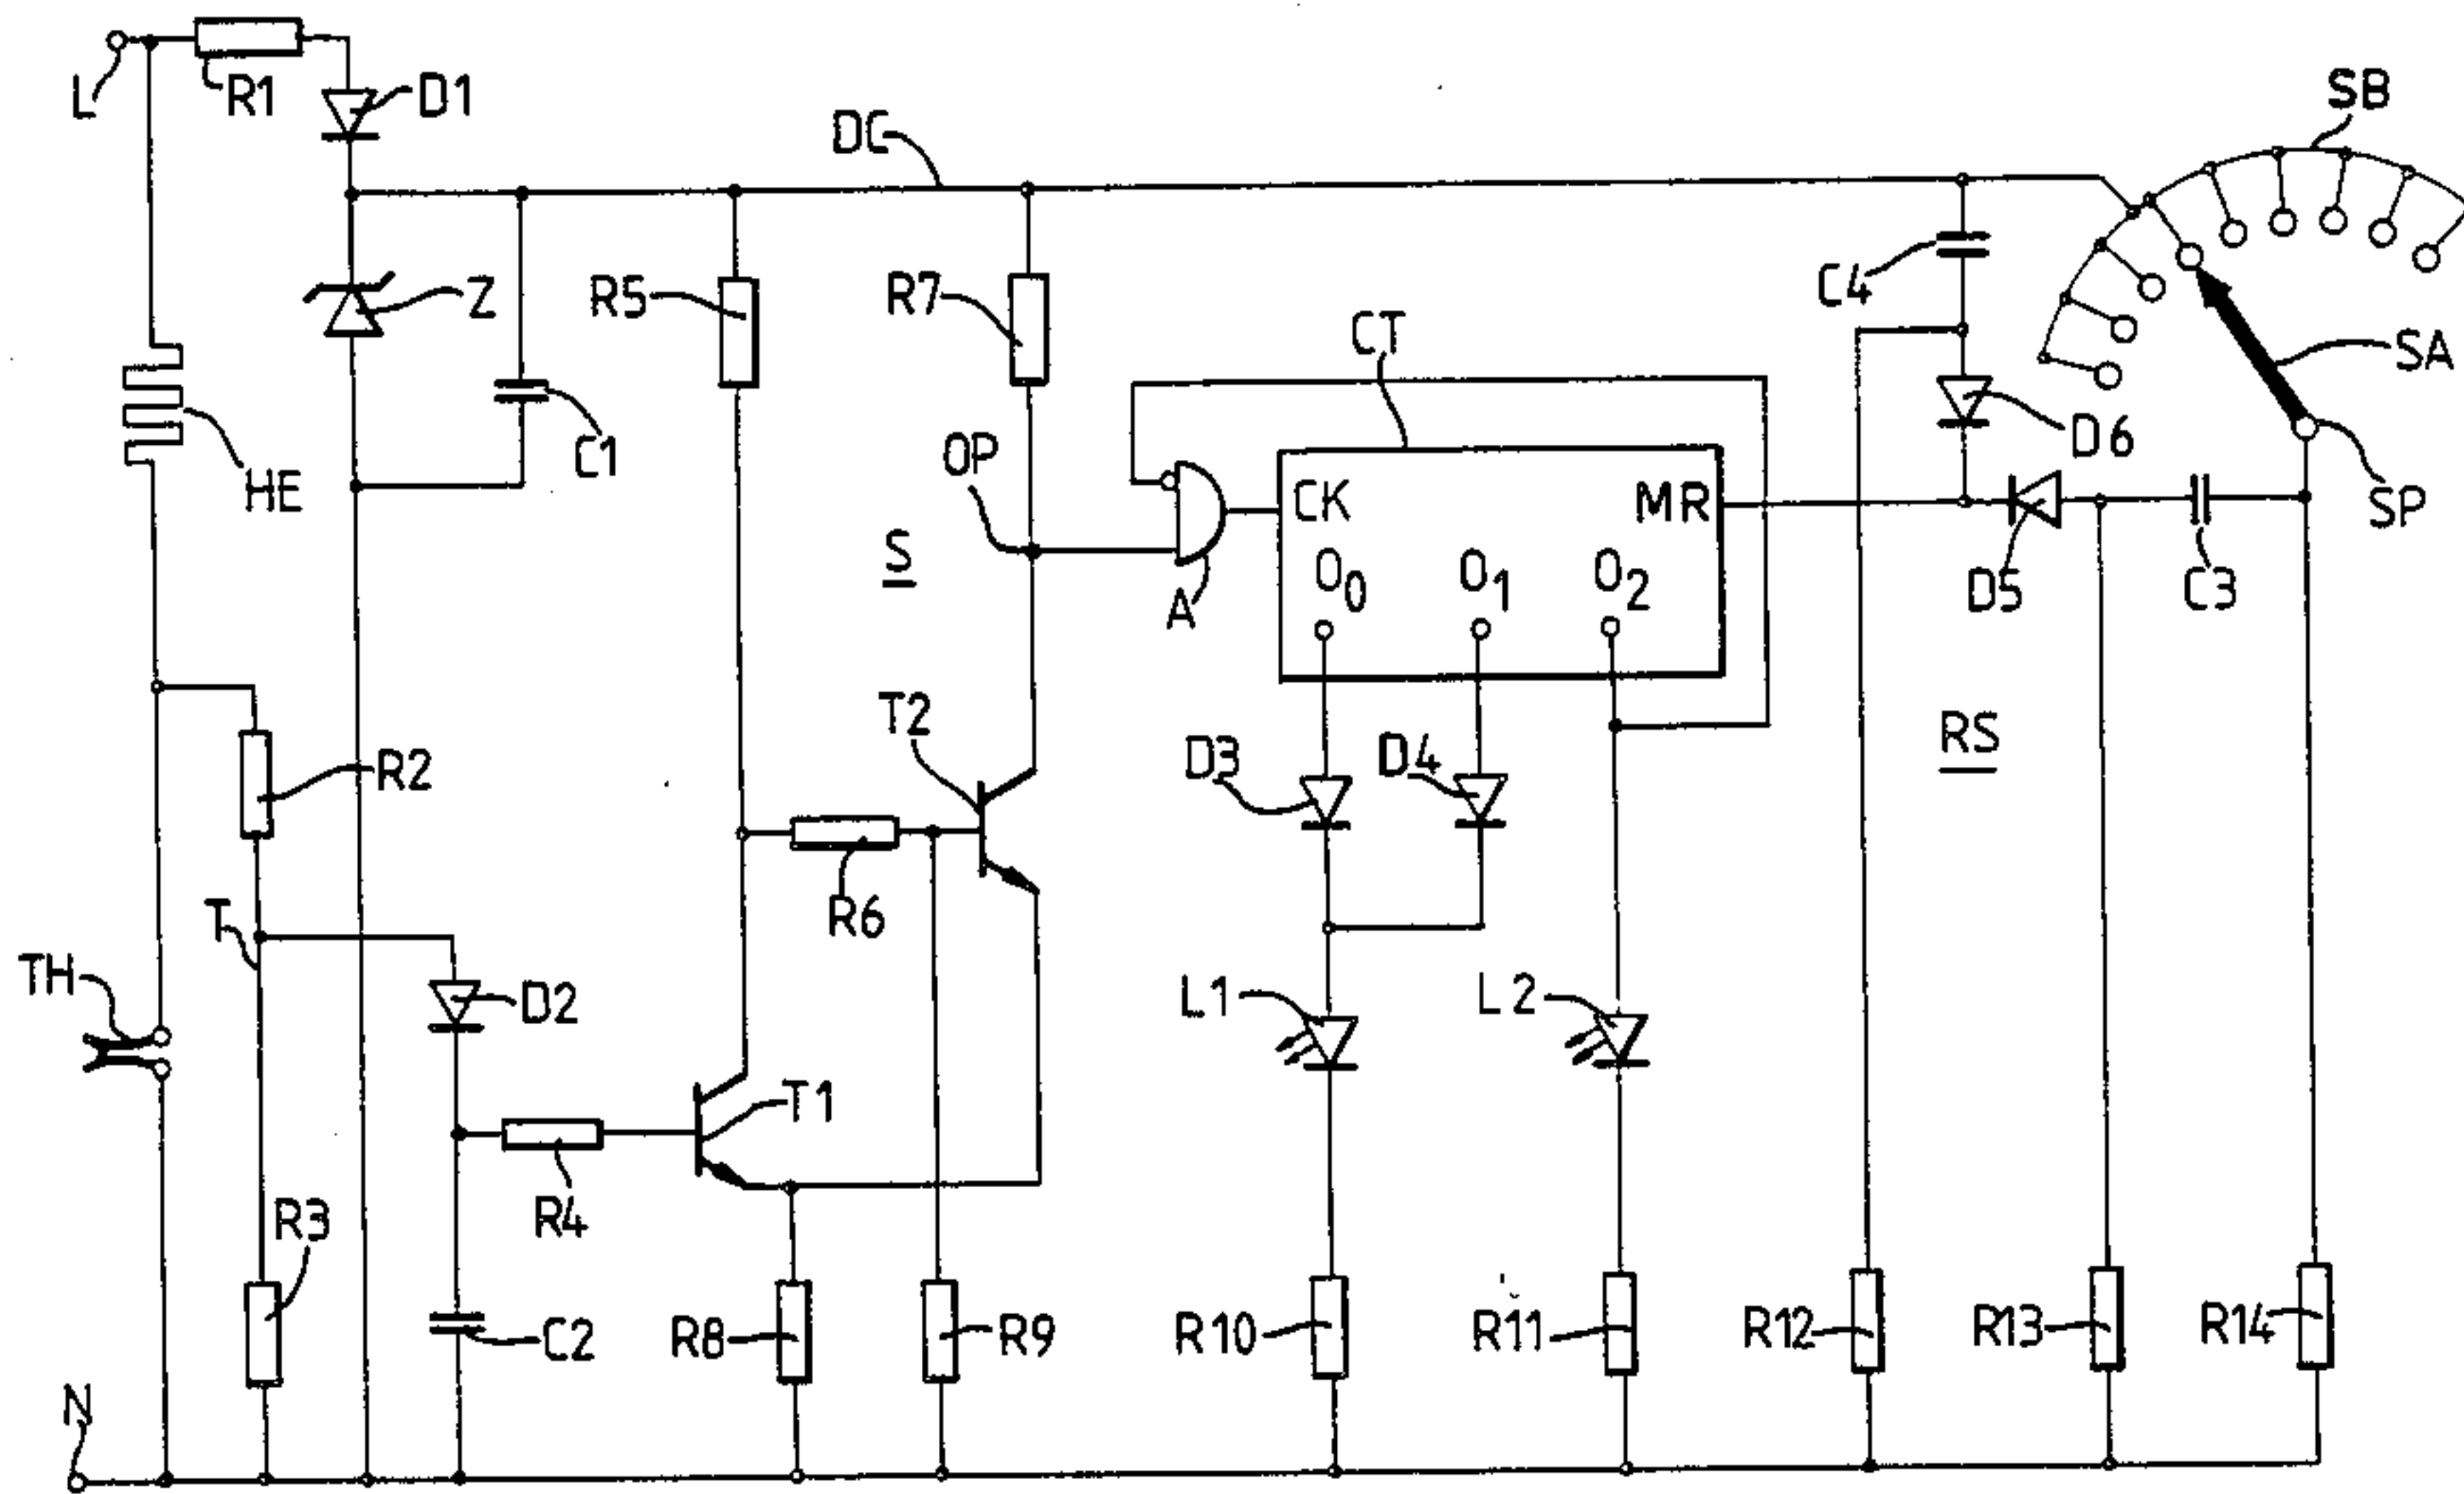 L
R1
D1
DC
SB
Z
R5
R7
C4
CT
SA
C1
HE
OP
D6
CK
MR
SP
S
A
O0
O1
O2
D5
C3
T2
R2
D3
D4
RS
T
R6
TH
D2
L1
L2
T1
R4
R3
N
C2
R8
R9
R10
R11
R12
R13
R14